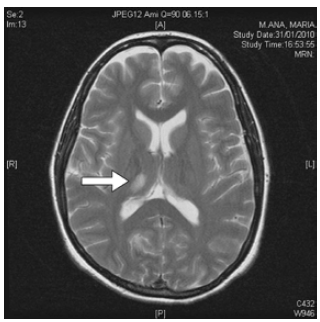 Se:2
Im:13
JPEG12 Ami Q=90 06.15:1
[A]
M.ANA, MARIA.
Study Date:31/01/2010
Study Time:16:53:55
MRN:
[R]
[L]
[P]
C432
W946